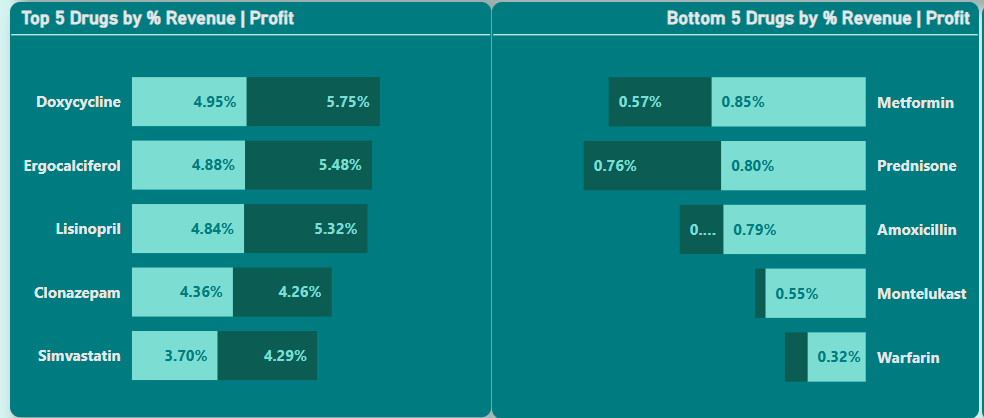 Top 5 Drugs by % Revenue | Profit
Doxycycline 4.95% 5.75%
Ergocalciferol 4.88% 5.48%
Lisinopril 4.84% 5.32%
Clonazepam 4.36% 4.26%
Simvastatin 3.70% 4.29%
Bottom 5 Drugs by % Revenue | Profit
0.57% 0.85% Metformin
0.76% 0.80% Prednisone
0.... 0.79% Amoxicillin
0.55% Montelukast
0.32% Warfarin